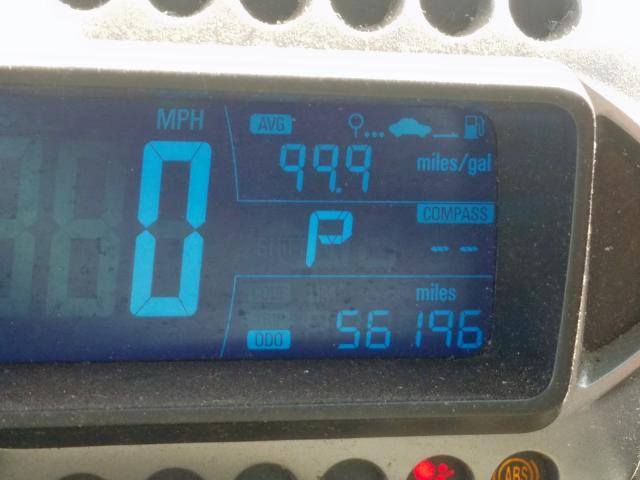 MPH
AVG
99.9 miles/gal
0
P
COMPASS
--
miles
ODO 56196
ABS